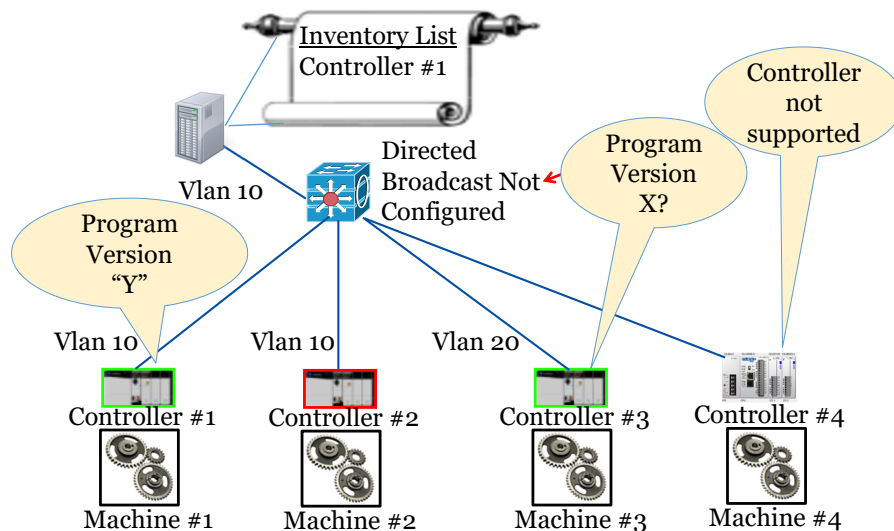 Inventory List
Controller #1
Controller
not
supported
Directed
Broadcast Not
Configured
Program
Version
X?
Vlan 10
Program
Version
“Y”
Vlan 10
Vlan 10
Vlan 20
Controller #1
Controller #2
Controller #3
Controller #4
Machine #1
Machine #2
Machine #3
Machine #4